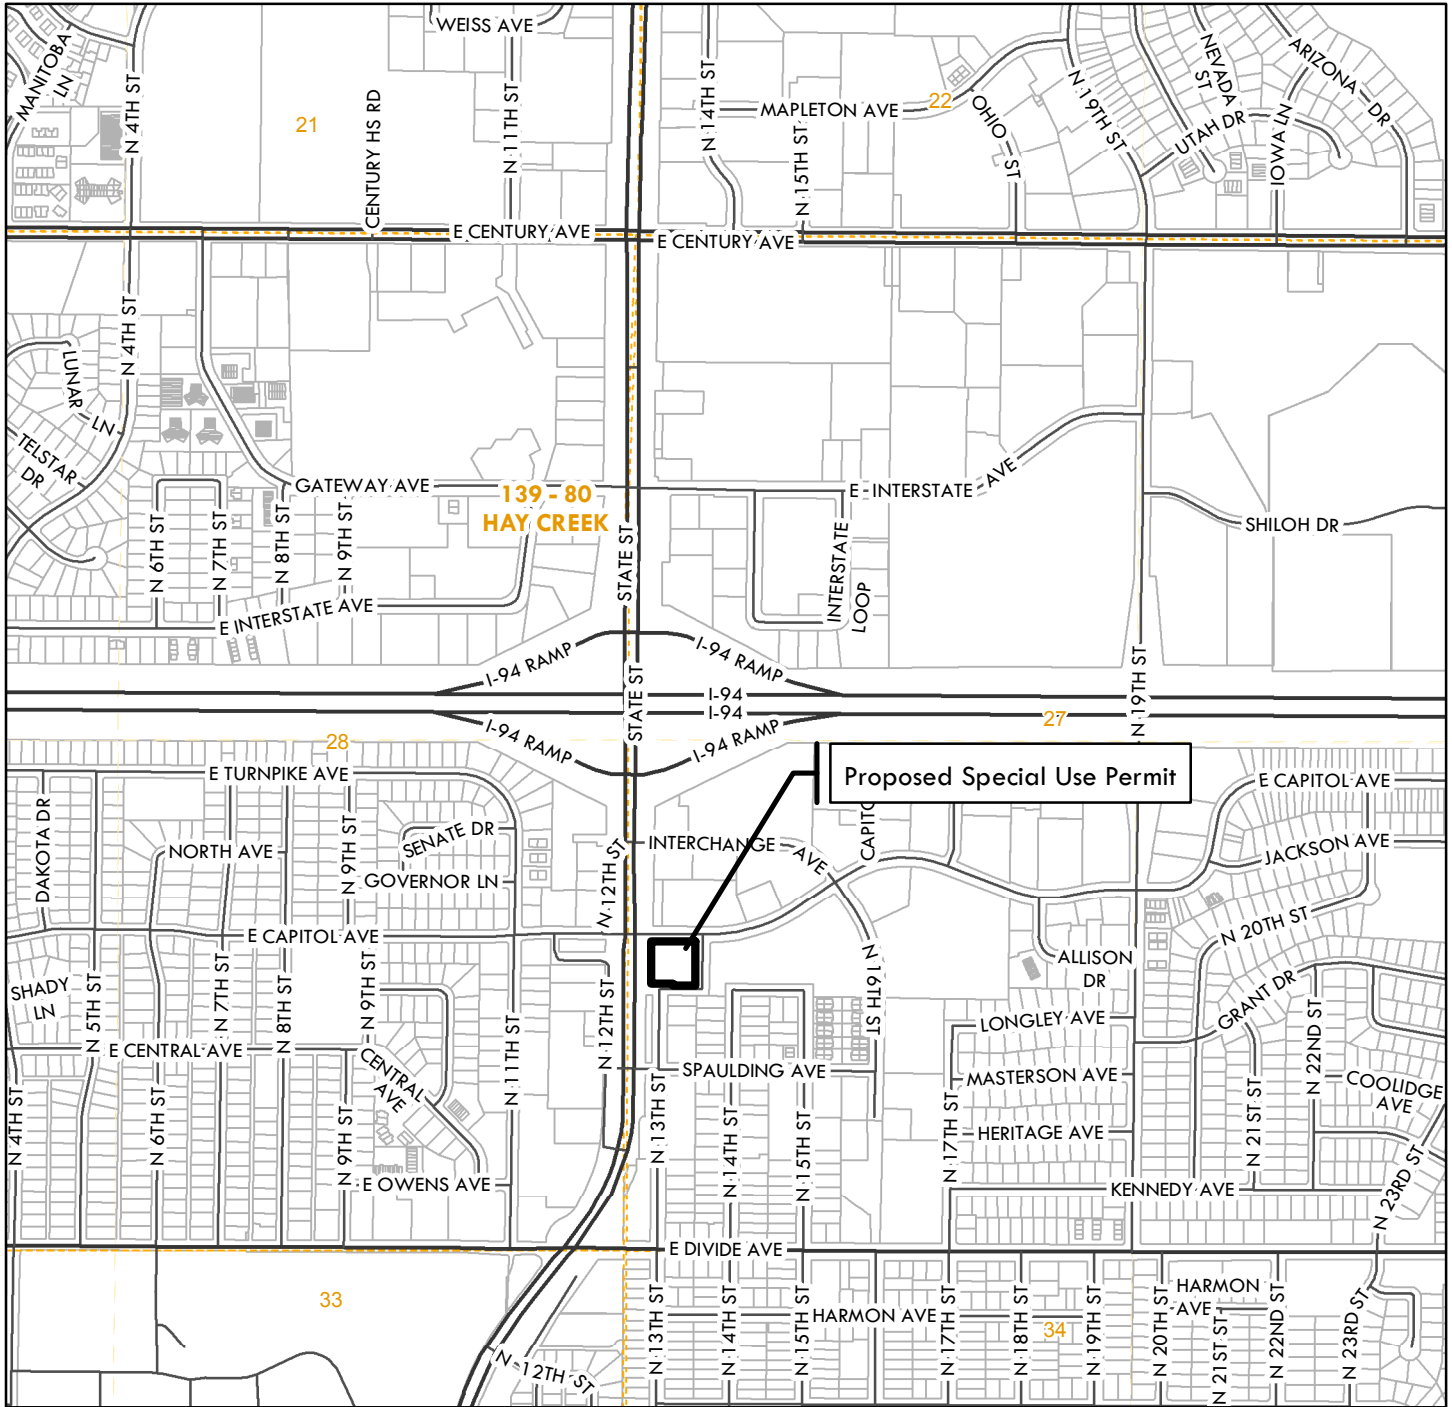 WEISS AVE
MANITOBA
LN
N 4TH ST
21
CENTURY HS RD
N 11TH ST
N 14TH ST
MAPLETON AVE
22
N 15TH ST
OHIO ST
N 19TH ST
NEVADA
ST
ARIZONA DR
UTAH DR
IOWA LN
E CENTURY AVE
E CENTURY AVE
N 4TH ST
LUNAR LN
TELSTAR
DR
GATEWAY AVE
139 - 80
HAY CREEK
E INTERSTATE AVE
SHILOH DR
N 6TH ST
N 7TH ST
N 8TH ST
N 9TH ST
STATE ST
INTERSTATE
LOOP
E INTERSTATE AVE
I-94 RAMP
I-94 RAMP
STATE ST
I-94
I-94
N 19TH ST
27
28
I-94 RAMP
I-94 RAMP
Proposed Special Use Permit
E TURNPIKE AVE
E CAPITOL AVE
DAKOTA DR
NORTH AVE
N 9TH ST
SENATE DR
GOVERNOR LN
N 12TH ST
INTERCHANGE AVE
JACKSON AVE
E CAPITOL AVE
N 20TH ST
SHADY
LN
N 5TH ST
N 7TH ST
N 8TH ST
N 9TH ST
N 11TH ST
N 12TH ST
N 16TH ST
ALLISON
DR
GRANT DR
LONGLEY AVE
N 22ND ST
E CENTRAL AVE
CENTRAL
AVE
SPAULDING AVE
MASTERSON AVE
COOLIDGE
AVE
N 4TH ST
N 6TH ST
N 9TH ST
N 13TH ST
N 14TH ST
N 15TH ST
N 17TH ST
HERITAGE AVE
N 21ST ST
E OWENS AVE
KENNEDY AVE
N 23RD ST
E DIVIDE AVE
33
N 12TH ST
N 13TH ST
N 14TH ST
N 15TH ST
HARMON AVE
N 17TH ST
N 18TH ST
34
N 19TH ST
N 20TH ST
HARMON
AVE
N 21ST ST
N 22ND ST
N 23RD ST